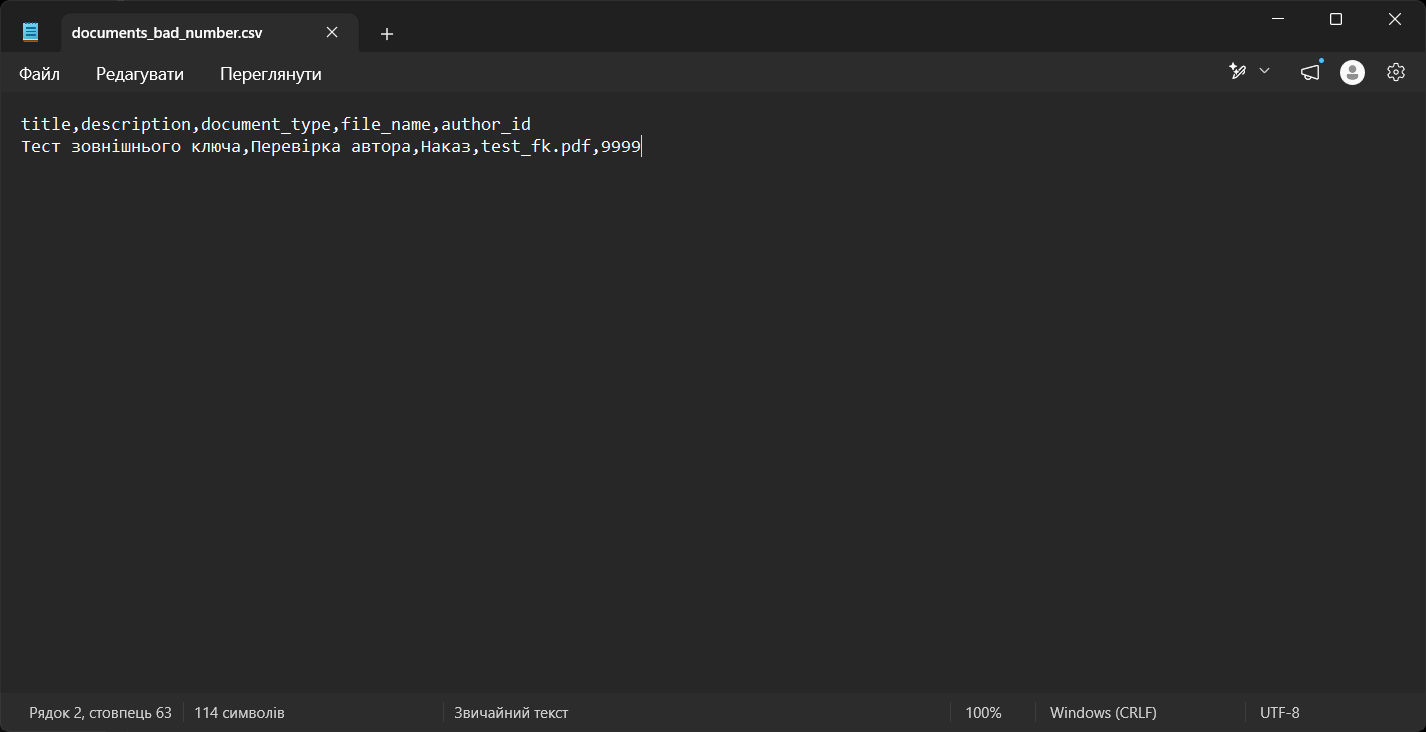 documents_bad_number.csv
Файл Редагувати Переглянути
title,description,document_type,file_name,author_id
Тест зовнішнього ключа,Перевірка автора,Наказ,test_fk.pdf,9999
Рядок 2, стовпець 63 114 символів Звичайний текст 100% Windows (CRLF) UTF-8